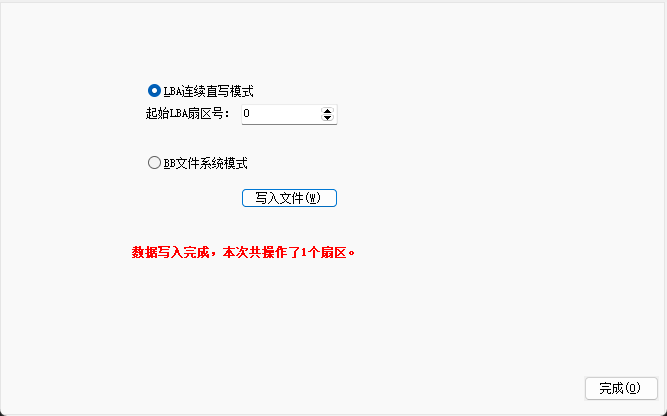 LBA连续直写模式
起始LBA扇区号： 0
BB文件系统模式
写入文件(W)
数据写入完成，本次共操作了1个扇区。
完成(O)